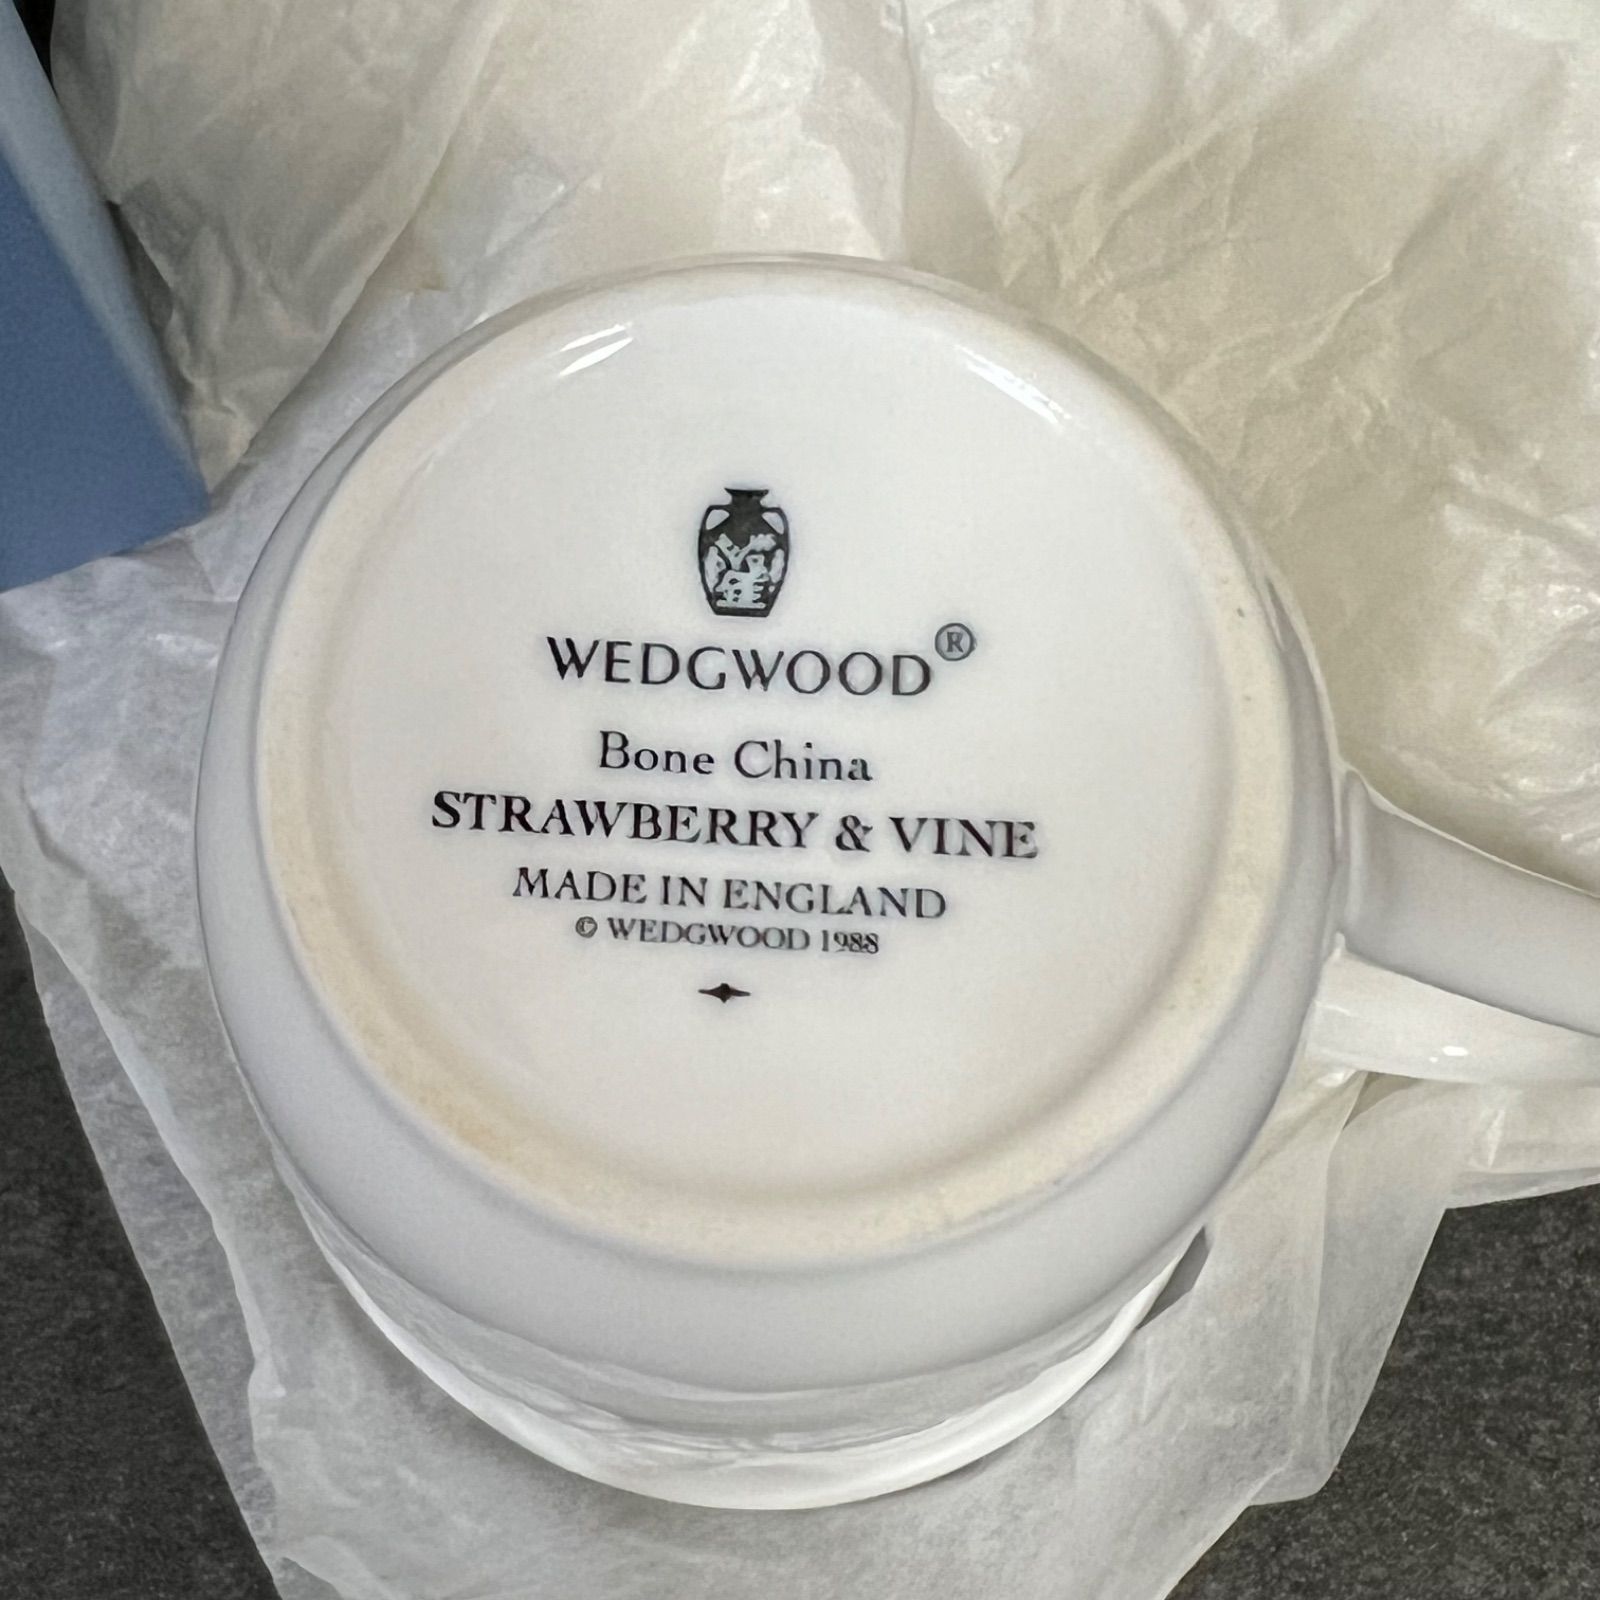 WEDGWOOD®
Bone China
STRAWBERRY & VINE
MADE IN ENGLAND
© WEDGWOOD 1988